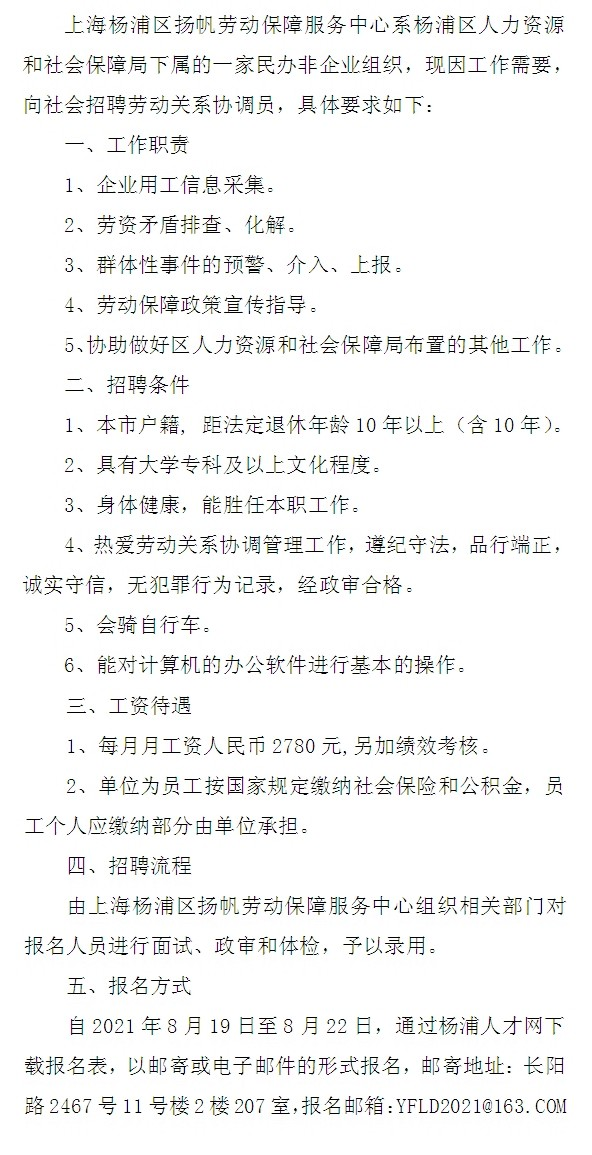 上海杨浦区扬帆劳动保障服务中心系杨浦区人力资源
和社会保障局下属的一家民办非企业组织，现因工作需要，
向社会招聘劳动关系协调员，具体要求如下：
一、工作职责
1、企业用工信息采集。
2、劳资矛盾排查、化解。
3、群体性事件的预警、介入、上报。
4、劳动保障政策宣传指导。
5、协助做好区人力资源和社会保障局布置的其他工作。
二、招聘条件
1、本市户籍, 距法定退休年龄10年以上（含10年）。
2、具有大学专科及以上文化程度。
3、身体健康，能胜任本职工作。
4、热爱劳动关系协调管理工作，遵纪守法，品行端正，
诚实守信，无犯罪行为记录，经政审合格。
5、会骑自行车。
6、能对计算机的办公软件进行基本的操作。
三、工资待遇
1、每月月工资人民币2780元,另加绩效考核。
2、单位为员工按国家规定缴纳社会保险和公积金，员
工个人应缴纳部分由单位承担。
四、招聘流程
由上海杨浦区扬帆劳动保障服务中心组织相关部门对
报名人员进行面试、政审和体检，予以录用。
五、报名方式
自2021年8月19日至8月22日，通过杨浦人才网下
载报名表，以邮寄或电子邮件的形式报名，邮寄地址：长阳
路2467号11号楼2楼207室,报名邮箱:YFLD2021@163.COM